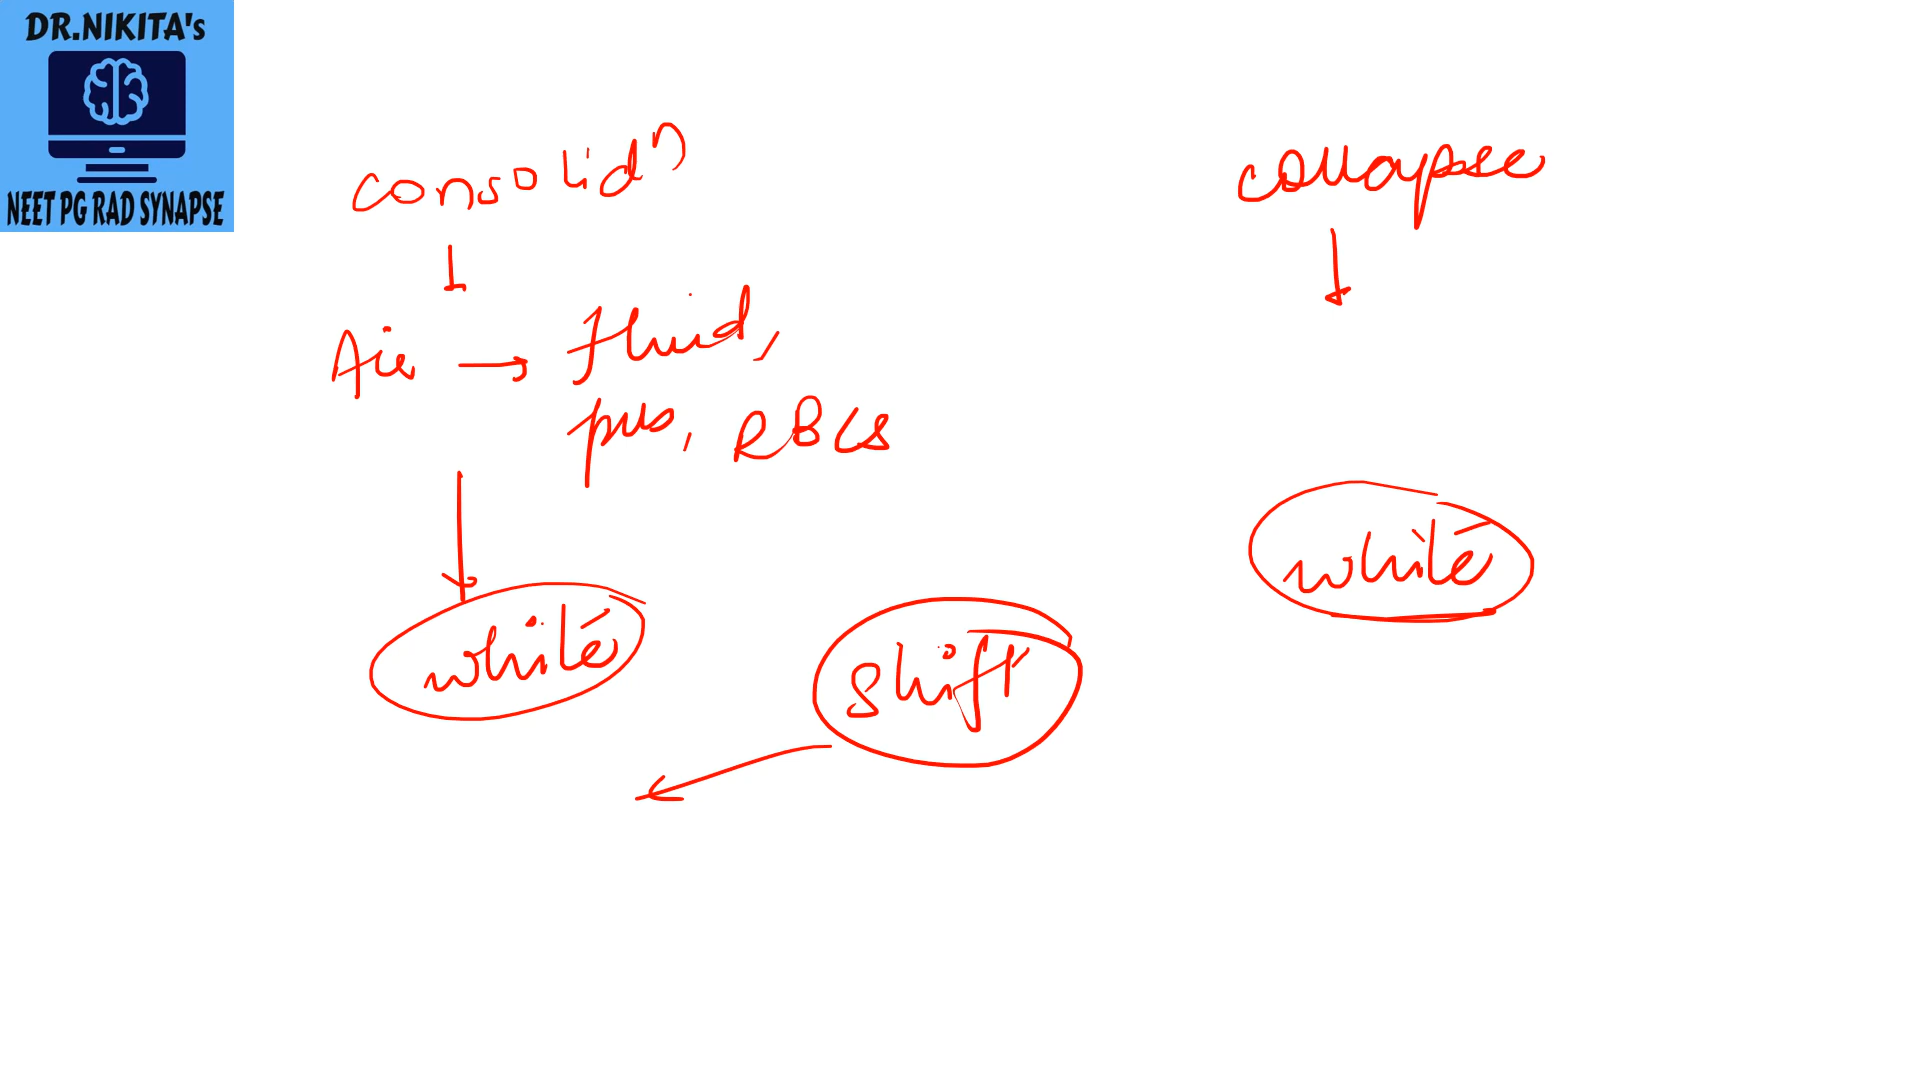 DR.NIKITA's
NEET PG RAD SYNAPSE
consolidⁿ
collapse
Air → fluid,
pus, RBCs
white
white
shift